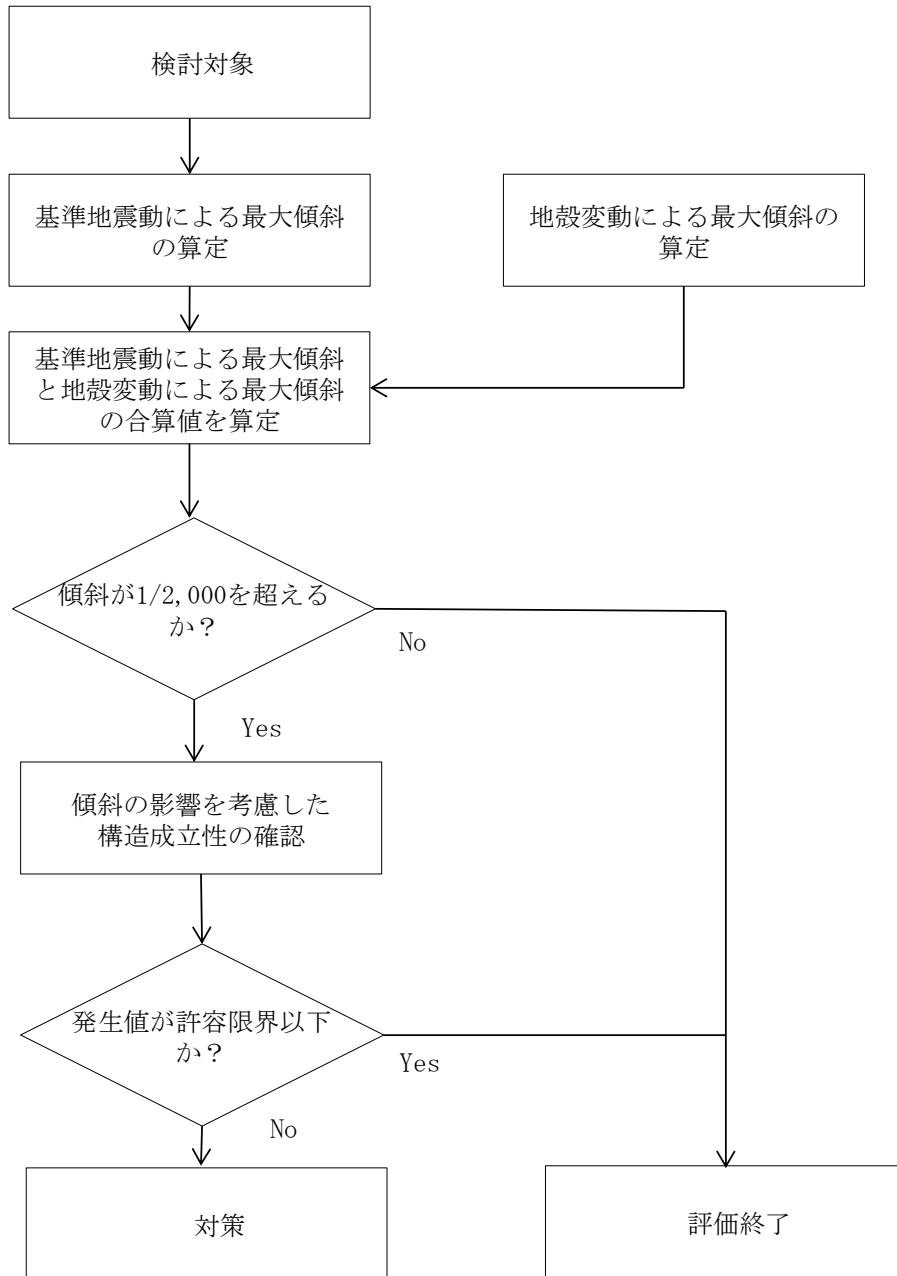 検討対象
基準地震動による最大傾斜
の算定
地殻変動による最大傾斜の
算定
基準地震動による最大傾斜
と地殻変動による最大傾斜
の合算値を算定
傾斜が1/2,000を超える
か？
No
Yes
傾斜の影響を考慮した
構造成立性の確認
発生値が許容限界以下
か？
Yes
No
対策
評価終了